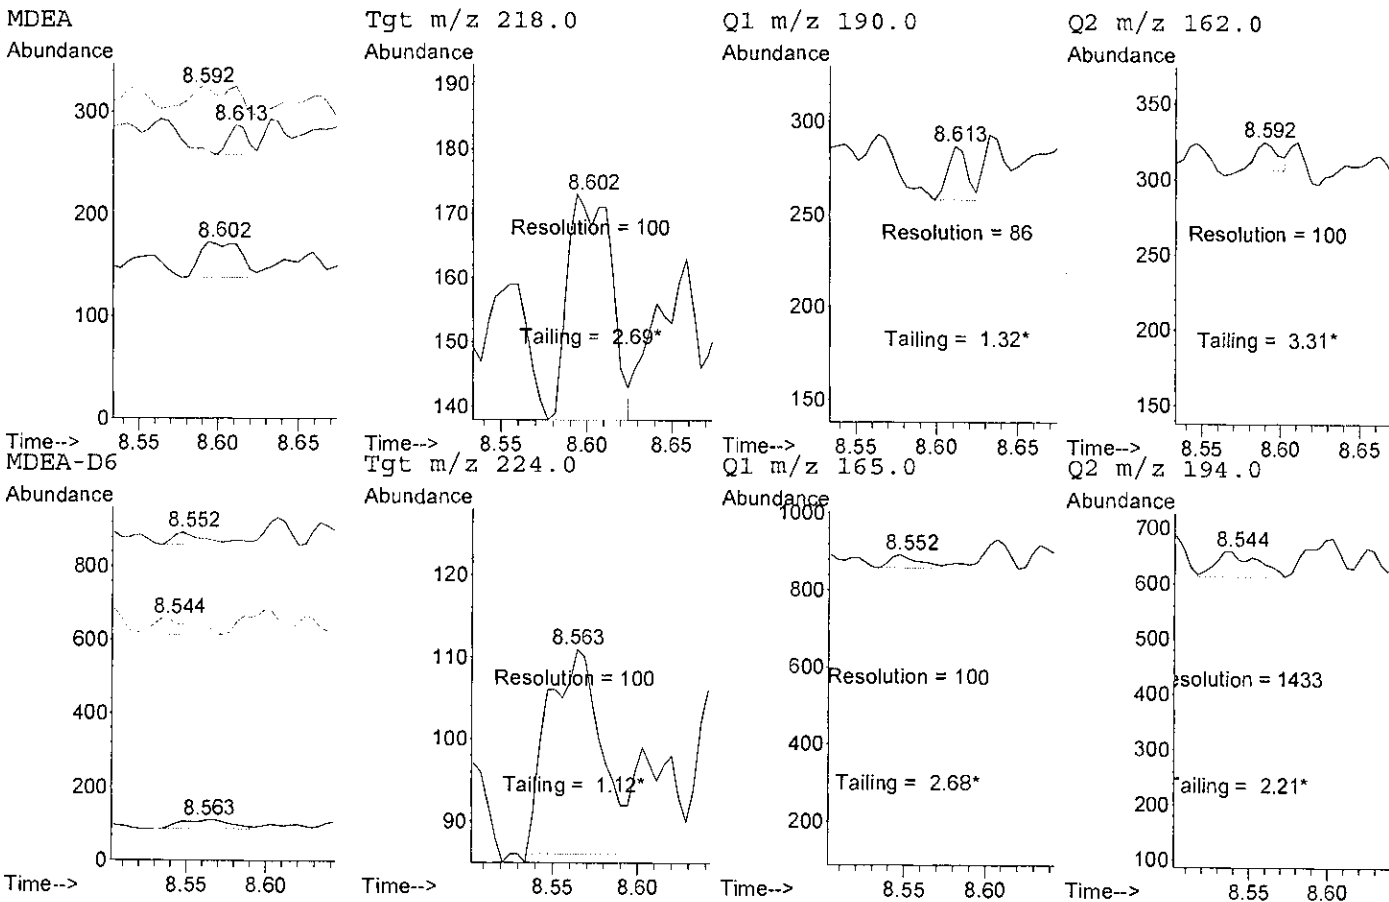 MDEA
Abundance
8.592
300
8.613
200
8.602
100
0
Time--> 8.55 8.60 8.65
Tgt m/z 218.0
Abundance
190
180
8.602
170
Resolution = 100
160
150
Tailing = 2.69*
140
Time--> 8.55 8.60 8.65
Q1 m/z 190.0
Abundance
300
8.613
250
Resolution = 86
200
Tailing = 1.32*
150
Time--> 8.55 8.60 8.65
Q2 m/z 162.0
Abundance
350
8.592
300
250
Resolution = 100
200
Tailing = 3.31*
150
Time--> 8.55 8.60 8.65
MDEA-D6
Abundance
8.552
800
8.544
600
400
200
8.563
0
Time--> 8.55 8.60
Tgt m/z 224.0
Abundance
120
8.563
110
Resolution = 100
100
Tailing = 1.12*
90
Time--> 8.55 8.60
Q1 m/z 165.0
Abundance
1000
8.552
800
600
Resolution = 100
400
Tailing = 2.68*
200
Time--> 8.55 8.60
Q2 m/z 194.0
Abundance
700
8.544
600
500
esolution = 1433
400
300
Tailing = 2.21*
200
100
Time--> 8.55 8.60